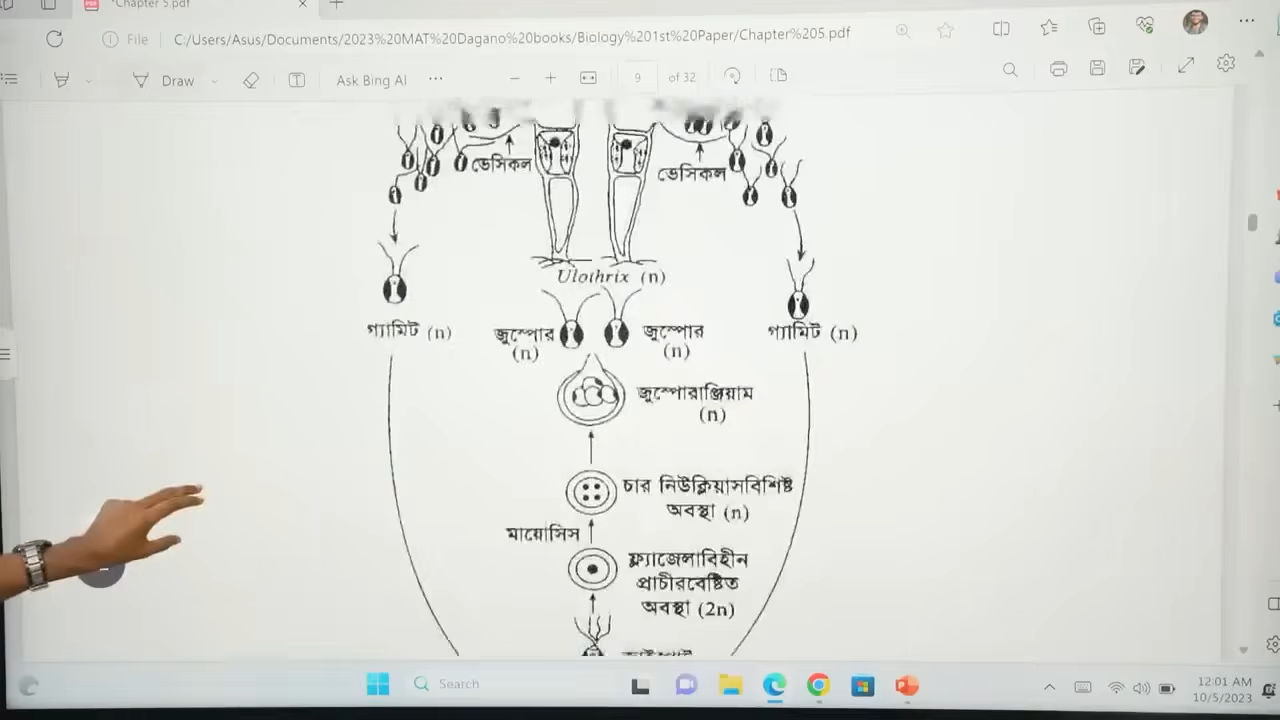 *Chapter 5.pdf
File C:/Users/Asus/Documents/2023%20MAT%20Dagano%20books/Biology%201st%20Paper/Chapter%205.pdf
Draw Ask Bing AI 9 of 32
ভেসিকল ভেসিকল
Ulothrix (n)
গ্যামিট (n) জুস্পোর (n) জুস্পোর (n) গ্যামিট (n)
জুস্পোরাঞ্জিয়াম
(n)
চার নিউক্লিয়াসবিশিষ্ট
অবস্থা (n)
মায়োসিস
ফ্ল্যাজেলাবিহীন
প্রাচীরবেষ্টিত
অবস্থা (2n)
Search
12:01 AM
10/5/2023